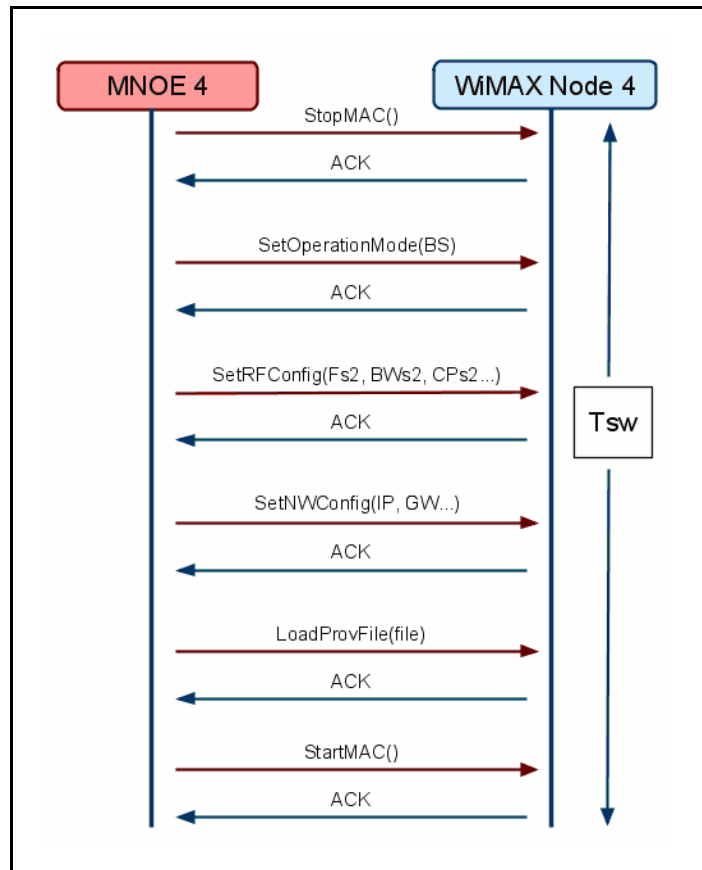 MNOE 4
WiMAX Node 4
StopMAC()
ACK
SetOperationMode(BS)
ACK
SetRFConfig(Fs2, BWs2, CPs2...)
ACK
Tsw
SetNWConfig(IP, GW...)
ACK
LoadProvFile(file)
ACK
StartMAC()
ACK